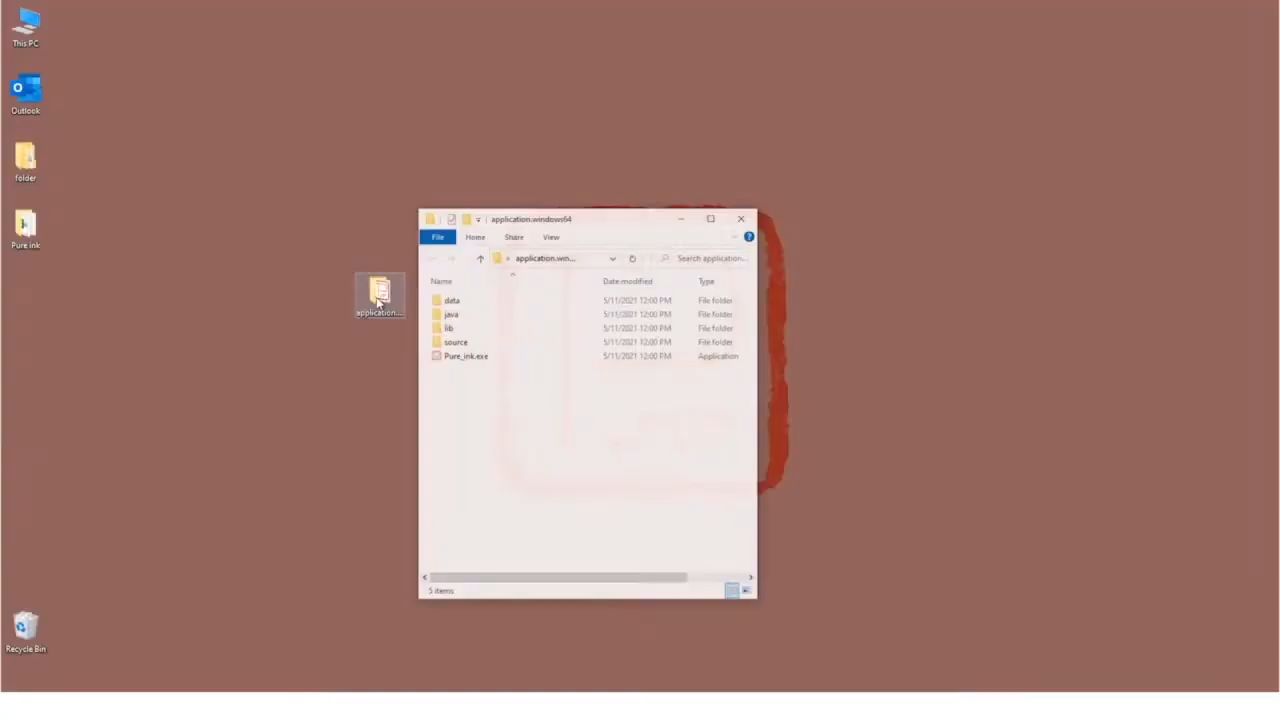 This PC
Outlook
folder
Pure ink
Recycle Bin
application....
application.windows64
File Home Share View
application.win... Search application...
Name Date modified Type
data 5/11/2021 12:00 PM File folder
java 5/11/2021 12:00 PM File folder
lib 5/11/2021 12:00 PM File folder
source 5/11/2021 12:00 PM File folder
Pure_ink.exe 5/11/2021 12:00 PM Application
5 items